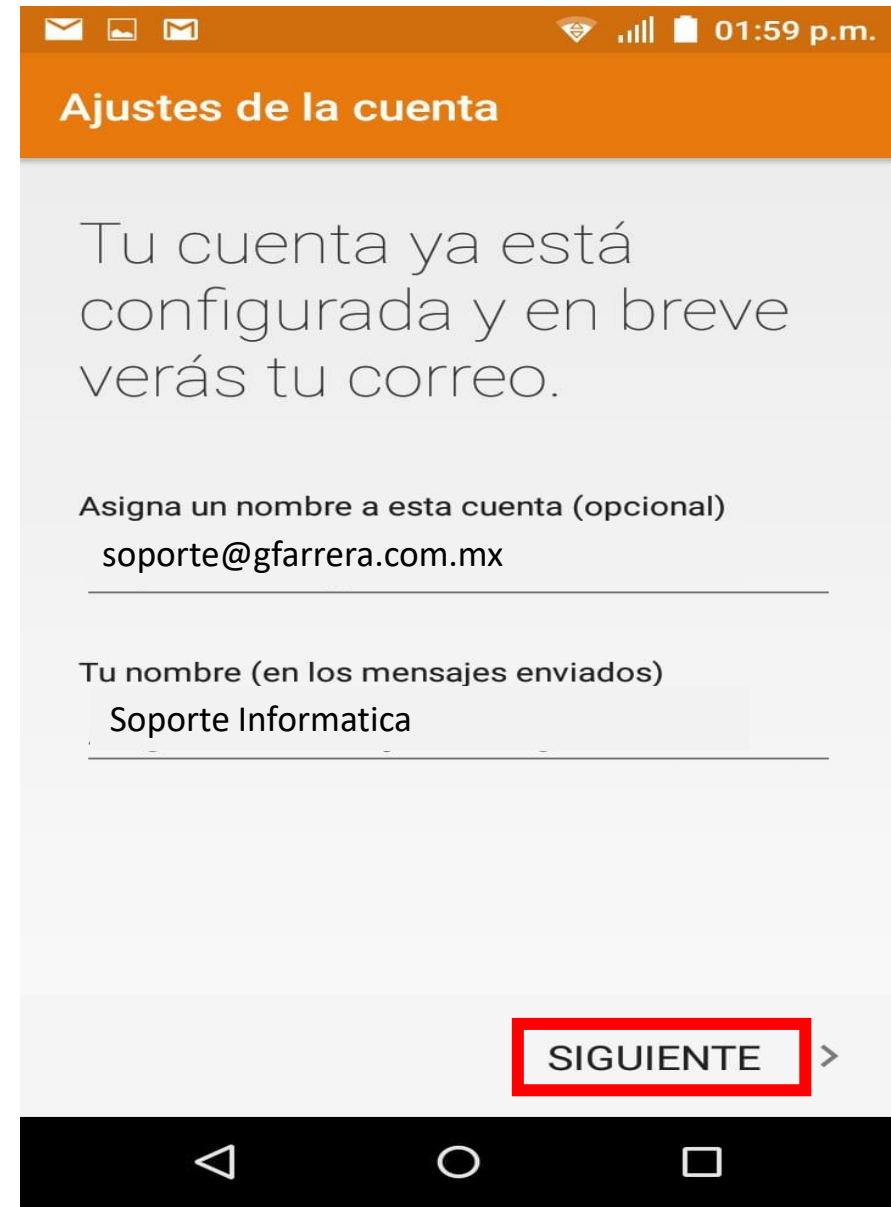 01:59 p.m.
Ajustes de la cuenta
Tu cuenta ya está
configurada y en breve
verás tu correo.
Asigna un nombre a esta cuenta (opcional)
soporte@gfarrera.com.mx
Tu nombre (en los mensajes enviados)
Soporte Informatica
SIGUIENTE >